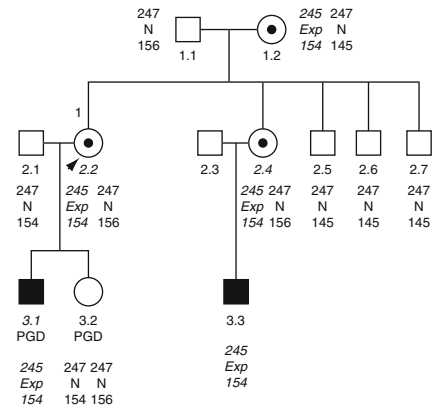 247 245 247
N Exp N
156 154 145
1.1 1.2
1
2.1 2.2 2.3 2.4 2.5 2.6 2.7
247 245 247 245 247 247 247 247
N Exp N Exp N N N N
154 154 156 154 156 145 145 145
3.1 3.2 3.3
PGD PGD
245 247 247 245
Exp N N Exp
154 154 156 154